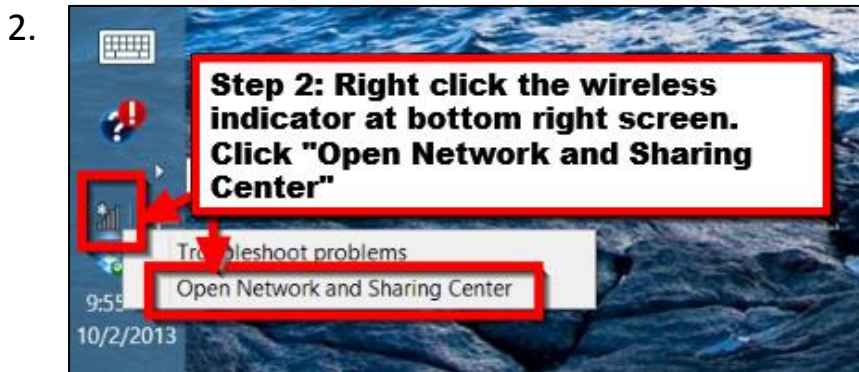 2.
Step 2: Right click the wireless
indicator at bottom right screen.
Click "Open Network and Sharing
Center"
Troubleshoot problems
Open Network and Sharing Center
9:55
10/2/2013